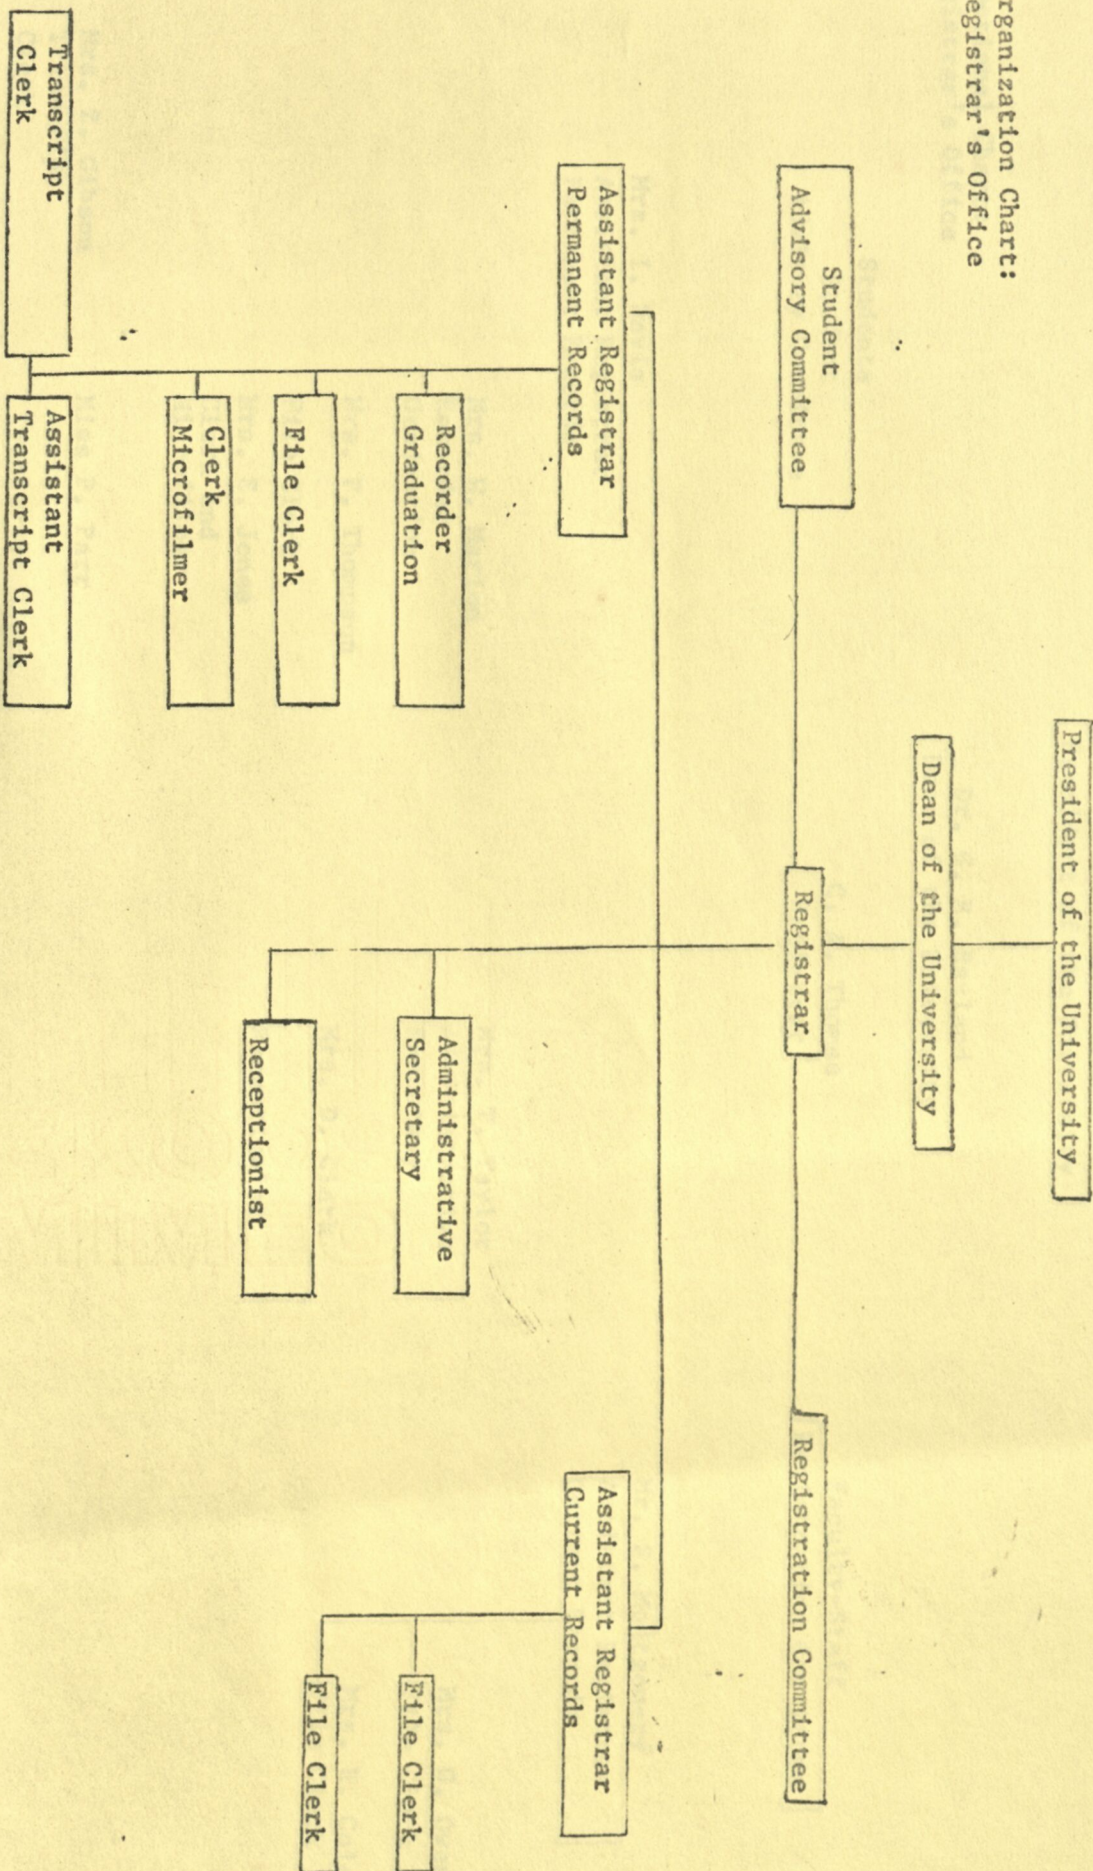 rganization Chart:
egistrar's Office
President of the University
Dean of the University
Student
Advisory Committee
Registrar
Registration Committee
Assistant Registrar
Permanent Records
Assistant Registrar
Current Records
Recorder
Graduation
File Clerk
Clerk
Microfilmer
Transcript
Clerk
Assistant
Transcript Clerk
Administrative
Secretary
Receptionist
File Clerk
File Clerk